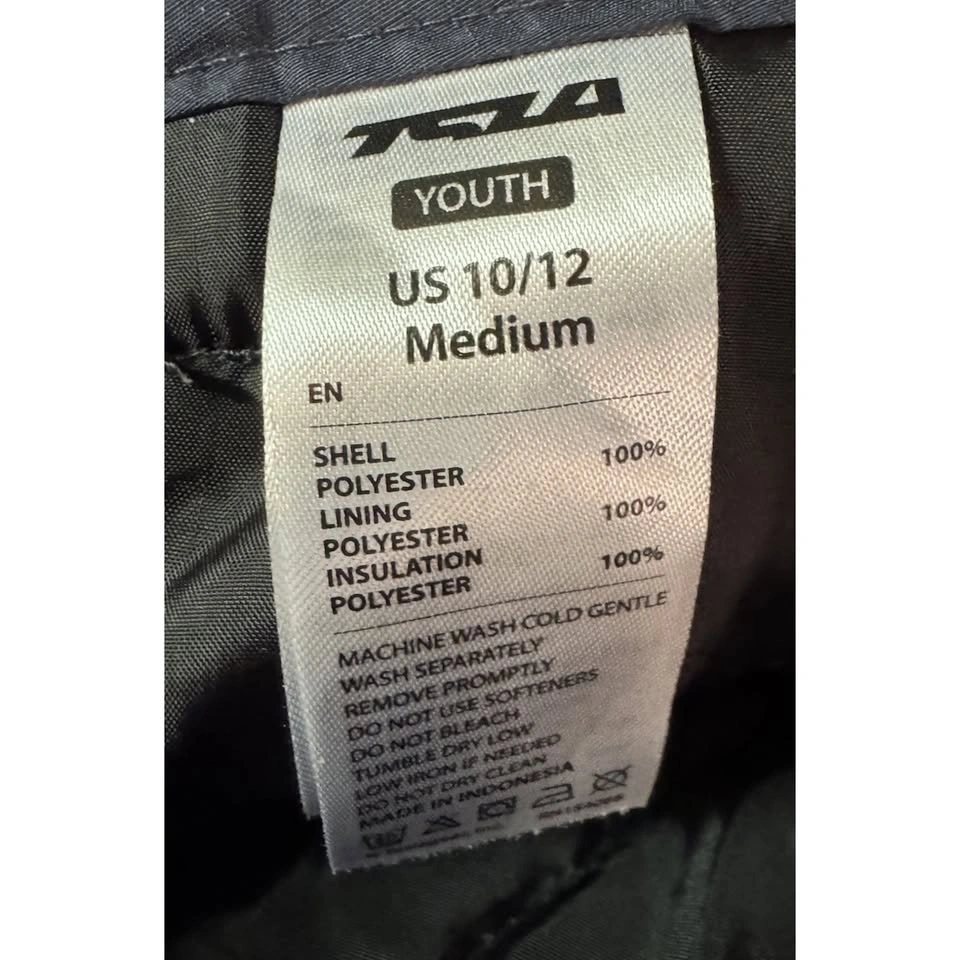 TSLA
YOUTH
US 10/12
Medium
EN
SHELL
POLYESTER 100%
LINING
POLYESTER 100%
INSULATION
POLYESTER 100%
MACHINE WASH COLD GENTLE
WASH SEPARATELY
REMOVE PROMPTLY
DO NOT USE SOFTENERS
DO NOT BLEACH
TUMBLE DRY LOW
LOW IRON IF NEEDED
DO NOT DRY CLEAN
MADE IN INDONESIA